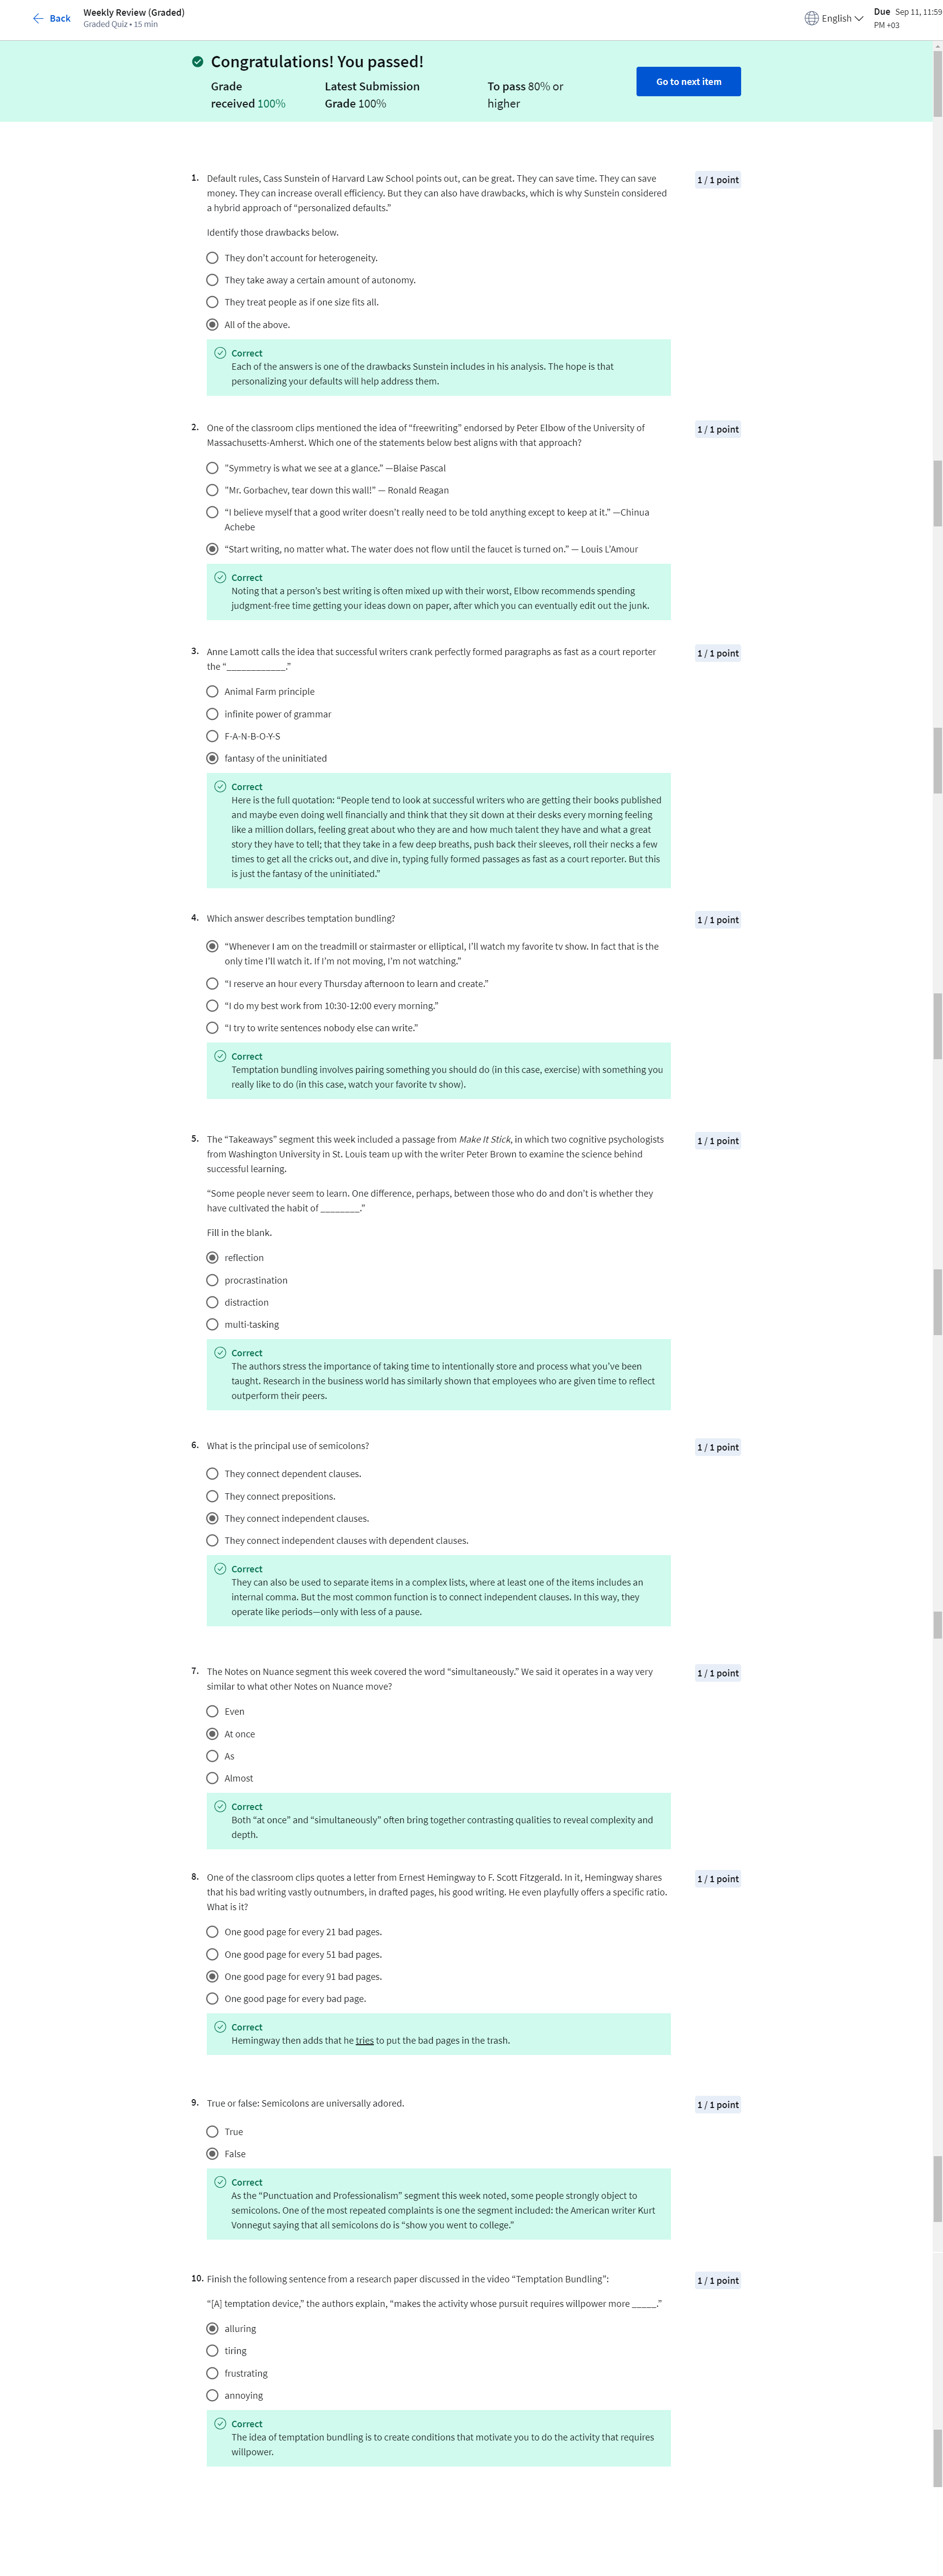 Back
Weekly Review (Graded)
Graded Quiz • 15 min
English
Due Sep 11, 11:59
PM +03
Congratulations! You passed!
Grade
received 100%
Latest Submission
Grade 100%
To pass 80% or
higher
Go to next item
1. Default rules, Cass Sunstein of Harvard Law School points out, can be great. They can save time. They can save
money. They can increase overall efficiency. But they can also have drawbacks, which is why Sunstein considered
a hybrid approach of “personalized defaults.”
1 / 1 point
Identify those drawbacks below.
They don't account for heterogeneity.
They take away a certain amount of autonomy.
They treat people as if one size fits all.
All of the above.
Correct
Each of the answers is one of the drawbacks Sunstein includes in his analysis. The hope is that
personalizing your defaults will help address them.
2. One of the classroom clips mentioned the idea of “freewriting” endorsed by Peter Elbow of the University of
Massachusetts-Amherst. Which one of the statements below best aligns with that approach?
1 / 1 point
"Symmetry is what we see at a glance.” —Blaise Pascal
"Mr. Gorbachev, tear down this wall!” — Ronald Reagan
“I believe myself that a good writer doesn’t really need to be told anything except to keep at it.” —Chinua
Achebe
“Start writing, no matter what. The water does not flow until the faucet is turned on.” — Louis L’Amour
Correct
Noting that a person’s best writing is often mixed up with their worst, Elbow recommends spending
judgment-free time getting your ideas down on paper, after which you can eventually edit out the junk.
3. Anne Lamott calls the idea that successful writers crank perfectly formed paragraphs as fast as a court reporter
the “____________.”
1 / 1 point
Animal Farm principle
infinite power of grammar
F-A-N-B-O-Y-S
fantasy of the uninitiated
Correct
Here is the full quotation: “People tend to look at successful writers who are getting their books published
and maybe even doing well financially and think that they sit down at their desks every morning feeling
like a million dollars, feeling great about who they are and how much talent they have and what a great
story they have to tell; that they take in a few deep breaths, push back their sleeves, roll their necks a few
times to get all the cricks out, and dive in, typing fully formed passages as fast as a court reporter. But this
is just the fantasy of the uninitiated.”
4. Which answer describes temptation bundling?
1 / 1 point
“Whenever I am on the treadmill or stairmaster or elliptical, I’ll watch my favorite tv show. In fact that is the
only time I’ll watch it. If I’m not moving, I’m not watching.”
“I reserve an hour every Thursday afternoon to learn and create.”
“I do my best work from 10:30-12:00 every morning.”
“I try to write sentences nobody else can write.”
Correct
Temptation bundling involves pairing something you should do (in this case, exercise) with something you
really like to do (in this case, watch your favorite tv show).
5. The “Takeaways” segment this week included a passage from Make It Stick, in which two cognitive psychologists
from Washington University in St. Louis team up with the writer Peter Brown to examine the science behind
successful learning.
1 / 1 point
“Some people never seem to learn. One difference, perhaps, between those who do and don’t is whether they
have cultivated the habit of ________.”
Fill in the blank.
reflection
procrastination
distraction
multi-tasking
Correct
The authors stress the importance of taking time to intentionally store and process what you’ve been
taught. Research in the business world has similarly shown that employees who are given time to reflect
outperform their peers.
6. What is the principal use of semicolons?
1 / 1 point
They connect dependent clauses.
They connect prepositions.
They connect independent clauses.
They connect independent clauses with dependent clauses.
Correct
They can also be used to separate items in a complex lists, where at least one of the items includes an
internal comma. But the most common function is to connect independent clauses. In this way, they
operate like periods—only with less of a pause.
7. The Notes on Nuance segment this week covered the word “simultaneously.” We said it operates in a way very
similar to what other Notes on Nuance move?
1 / 1 point
Even
At once
As
Almost
Correct
Both “at once” and “simultaneously” often bring together contrasting qualities to reveal complexity and
depth.
8. One of the classroom clips quotes a letter from Ernest Hemingway to F. Scott Fitzgerald. In it, Hemingway shares
that his bad writing vastly outnumbers, in drafted pages, his good writing. He even playfully offers a specific ratio.
What is it?
1 / 1 point
One good page for every 21 bad pages.
One good page for every 51 bad pages.
One good page for every 91 bad pages.
One good page for every bad page.
Correct
Hemingway then adds that he tries to put the bad pages in the trash.
9. True or false: Semicolons are universally adored.
1 / 1 point
True
False
Correct
As the “Punctuation and Professionalism” segment this week noted, some people strongly object to
semicolons. One of the most repeated complaints is one the segment included: the American writer Kurt
Vonnegut saying that all semicolons do is “show you went to college.”
10. Finish the following sentence from a research paper discussed in the video “Temptation Bundling”:
1 / 1 point
“[A] temptation device,” the authors explain, “makes the activity whose pursuit requires willpower more _____.”
alluring
tiring
frustrating
annoying
Correct
The idea of temptation bundling is to create conditions that motivate you to do the activity that requires
willpower.